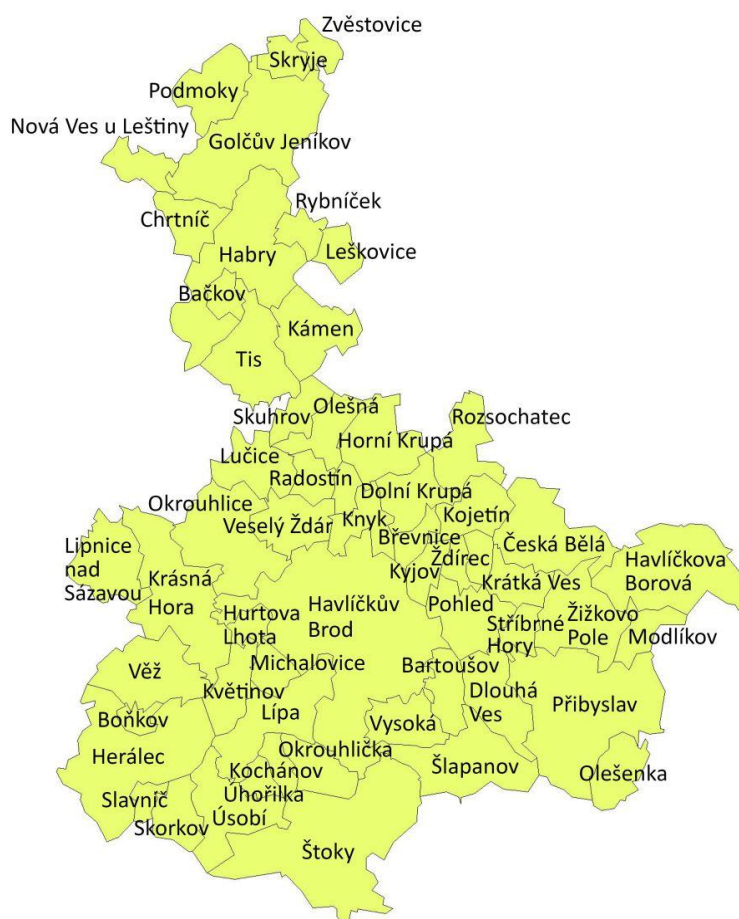 Zvěstovice
Skryje
Podmoky
Nová Ves u Leštiny
Golčův Jeníkov
Rybníček
Chrtníč
Habry
Leškovice
Bačkov
Kámen
Tis
Olešná
Skuhrov
Rozsochatec
Horní Krupá
Lučice
Radostín
Dolní Krupá
Okrouhlice
Veselý Ždár
Knyk
Kojetín
Břevnice
Lipnice
nad
Sázavou
Česká Bělá
Ždírec
Havlíčkova
Borová
Krásná
Hora
Kyjov
Krátká Ves
Hurtova
Lhota
Havlíčkův
Brod
Pohled
Stříbrné
Hory
Žižkovo
Pole
Modlíkov
Michalovice
Bartoušov
Věž
Květinov
Dlouhá
Ves
Přibyslav
Lípa
Boňkov
Vysoká
Herálec
Okrouhlička
Šlapanov
Kochánov
Olešenka
Slavníč
Úhořilka
Skorkov
Úsobí
Štoky